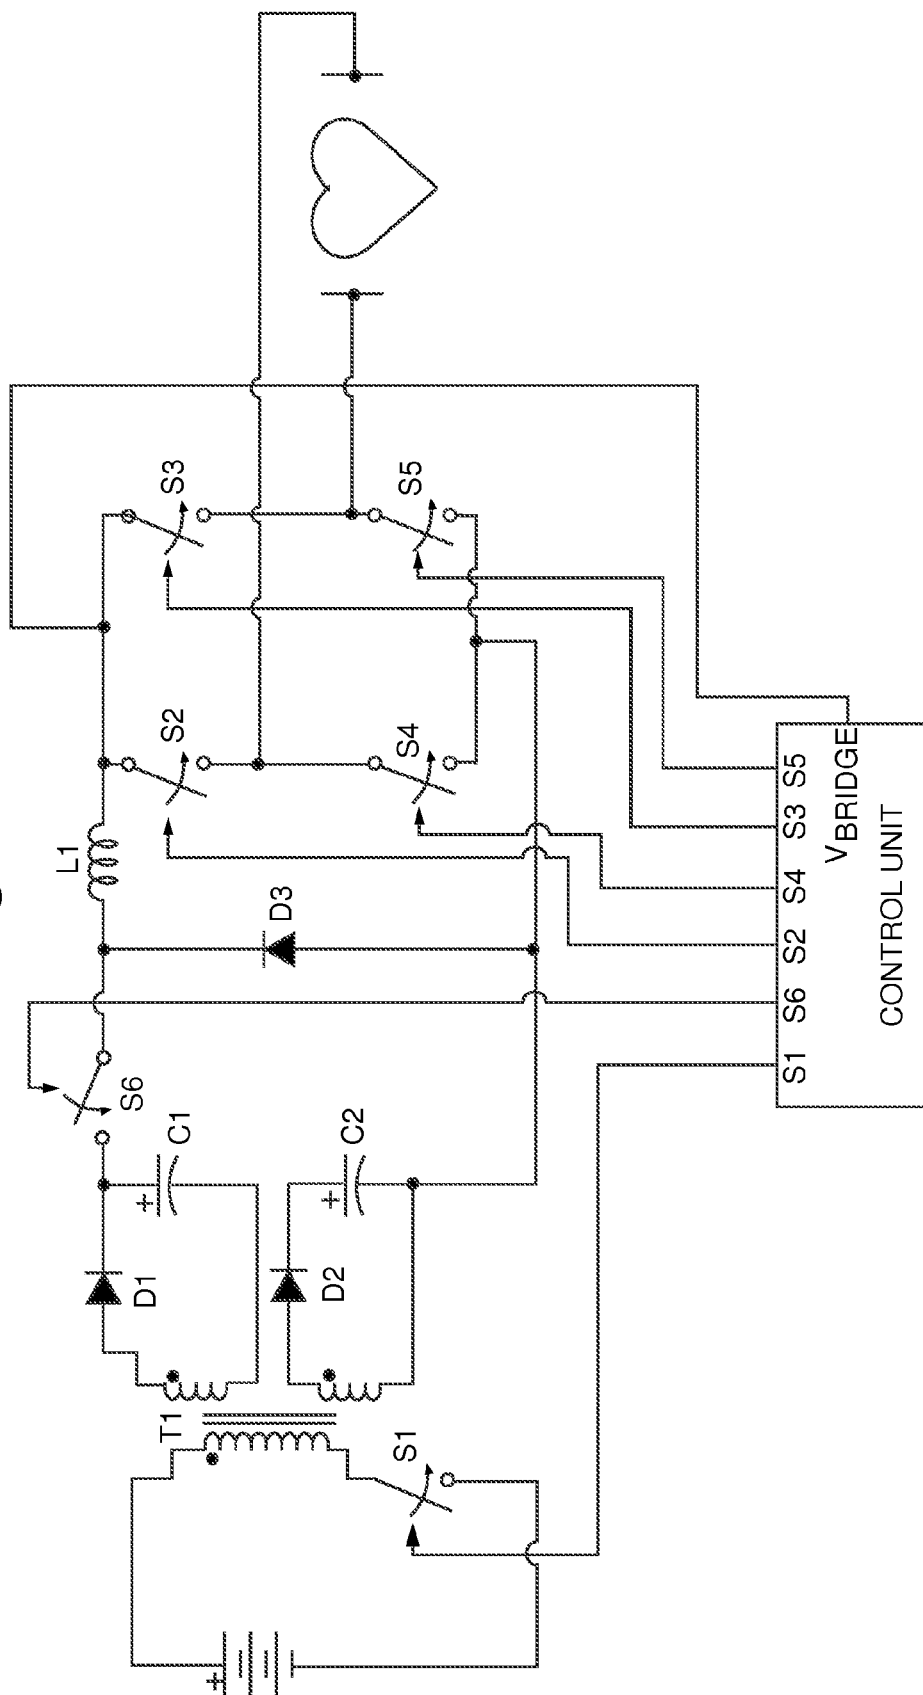 S3
S5
S2
S4
L1
D3
S6
C1
C2
D1
D2
T1
S1
+
+
+
S5
S3
S4
S2
S6
S1
VBRIDGE
CONTROL UNIT